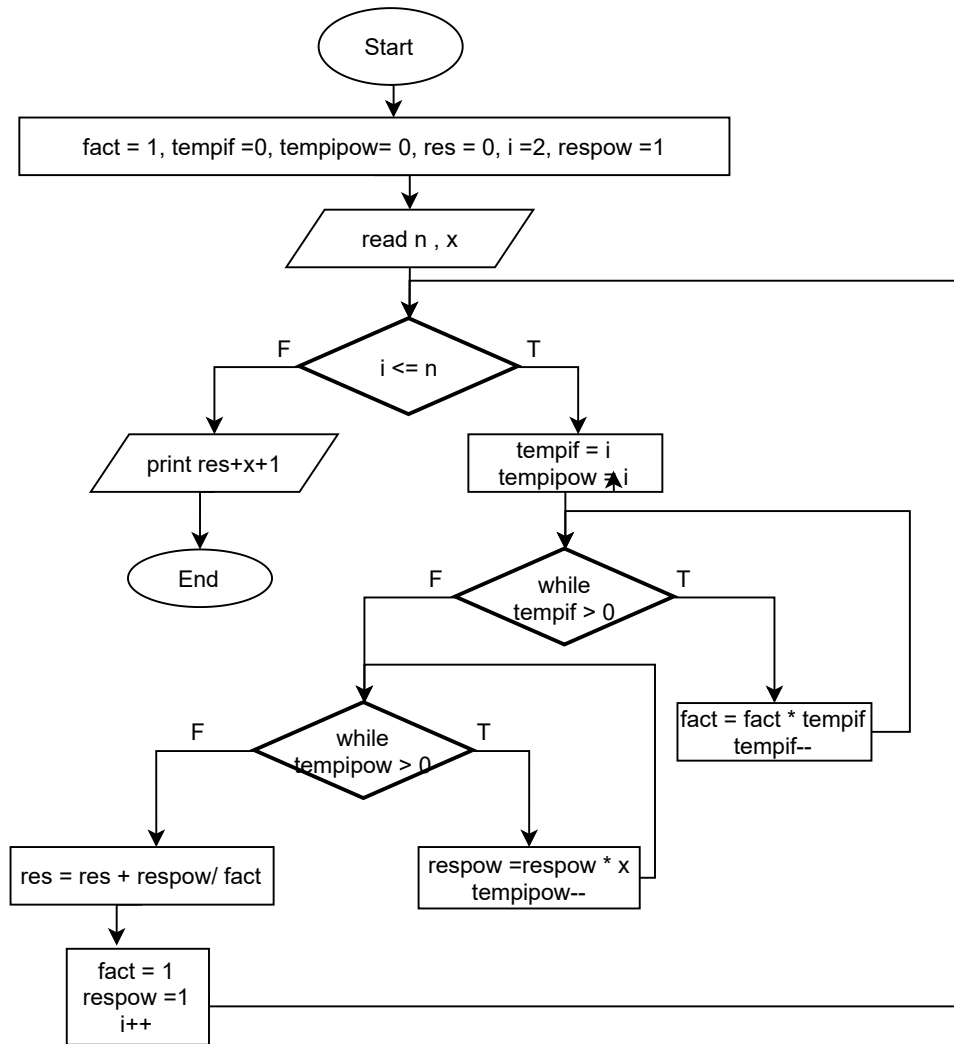 Start
fact = 1, tempif =0, tempipow= 0, res = 0, i =2, respow =1
read n , x
F
T
i <= n
print res+x+1
tempif = i
tempipow = i
End
F
T
while
tempif > 0
fact = fact * tempif
tempif--
F
T
while
tempipow > 0
res = res + respow/ fact
respow =respow * x
tempipow--
fact = 1
respow =1
i++